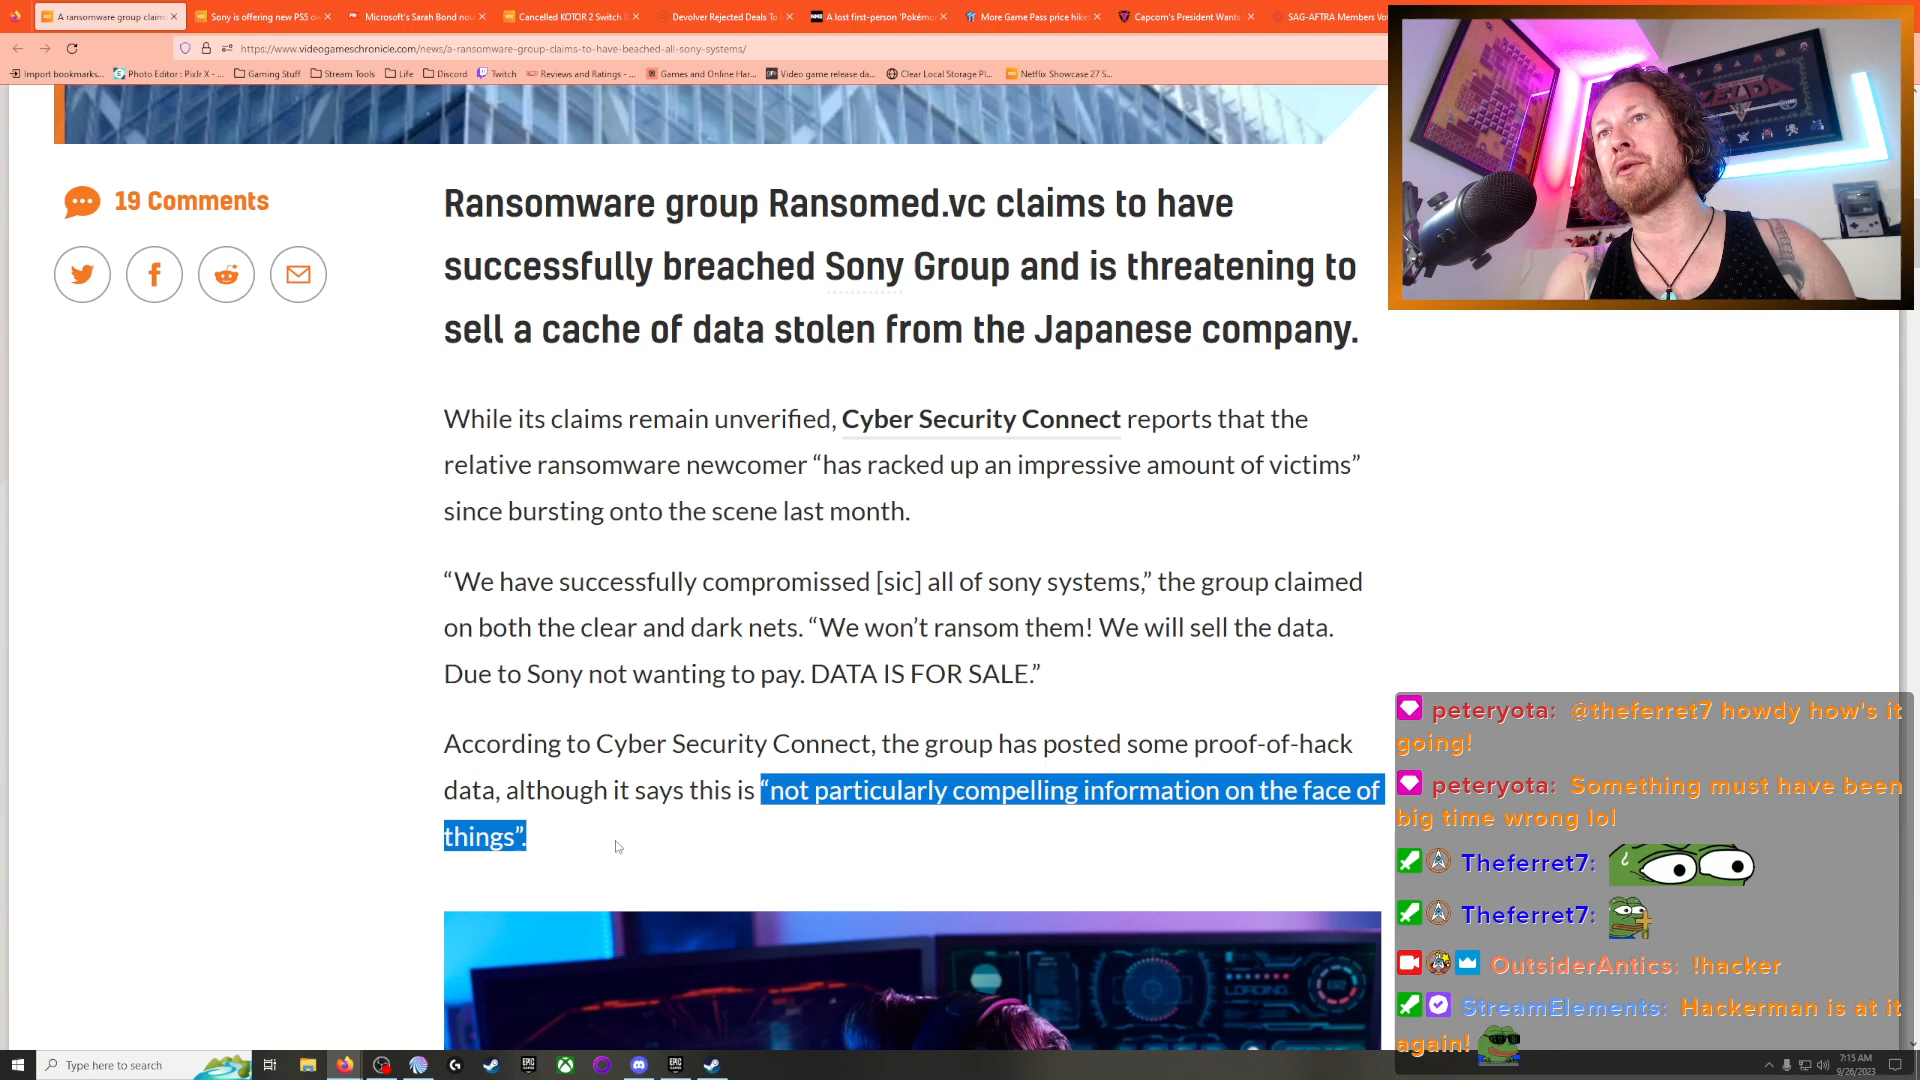 A ransomware group claims
Sony is offering new PS5 ou
Microsoft's Sarah Bond no
Cancelled KOTOR 2 Switch D
Devolver Rejected Deals To
A lost first-person 'Pokémo
More Game Pass price hike
Capcom's President Wants
SAG-AFTRA Members Vo
https://www.videogameschronicle.com/news/a-ransomware-group-claims-to-have-beached-all-sony-systems/
Import bookmarks... Photo Editor : Pixlr X - ... Gaming Stuff Stream Tools Life Discord Twitch Reviews and Ratings - ... Games and Online Har... Video game release da... Clear Local Storage Pl... Netflix Showcase 27 S...
ZELDA
19 Comments
Ransomware group Ransomed.vc claims to have
successfully breached Sony Group and is threatening to
sell a cache of data stolen from the Japanese company.
While its claims remain unverified, Cyber Security Connect reports that the
relative ransomware newcomer “has racked up an impressive amount of victims”
since bursting onto the scene last month.
“We have successfully compromissed [sic] all of sony systems,” the group claimed
on both the clear and dark nets. “We won’t ransom them! We will sell the data.
Due to Sony not wanting to pay. DATA IS FOR SALE.”
According to Cyber Security Connect, the group has posted some proof-of-hack
data, although it says this is “not particularly compelling information on the face of
things”.
LOADING
peteryota: @theferret7 howdy how's it
going!
peteryota: Something must have been
big time wrong lol
Theferret7:
Theferret7:
OutsiderAntics: !hacker
StreamElements: Hackerman is at it
again!
Type here to search
EPIC
EPIC
7:15 AM
9/26/2023